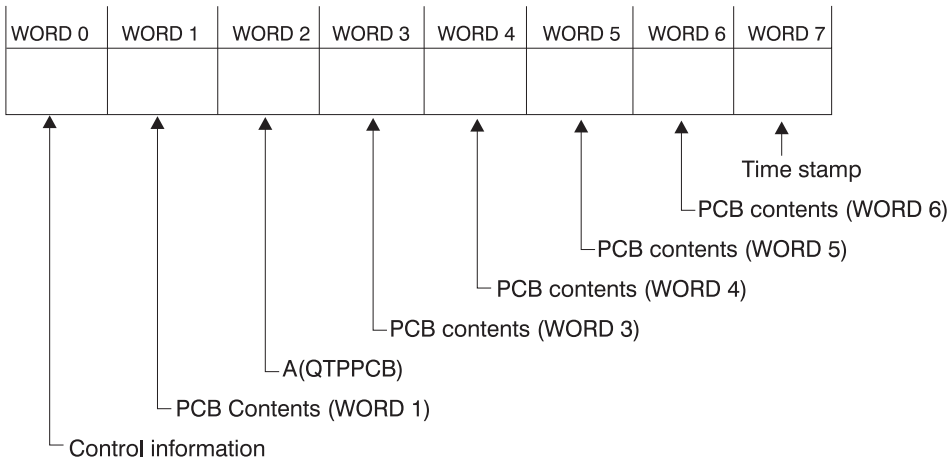 WORD 0 WORD 1 WORD 2 WORD 3 WORD 4 WORD 5 WORD 6 WORD 7
Time stamp
PCB contents (WORD 6)
PCB contents (WORD 5)
PCB contents (WORD 4)
PCB contents (WORD 3)
A(QTPPCB)
PCB Contents (WORD 1)
Control information